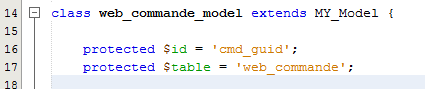 14 class web_commande_model extends MY_Model {
15
16 protected $id = 'cmd_guid';
17 protected $table = 'web_commande';
18